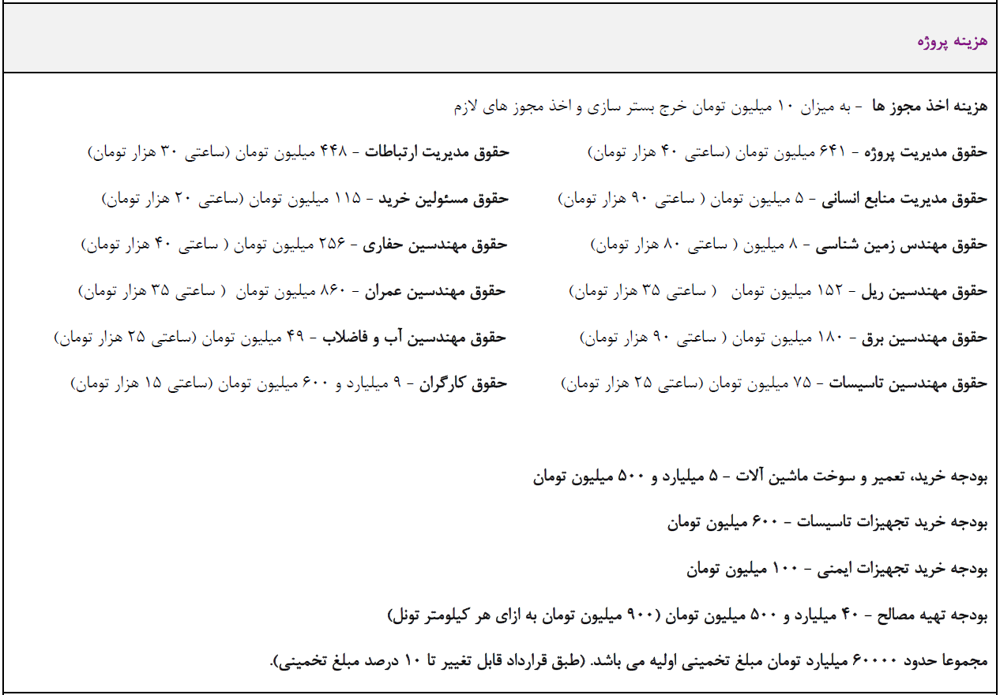 هزینه پروژه
هزینه اخذ مجوز ها - به میزان ۱۰ میلیون تومان خرج بستر سازی و اخذ مجوز های لازم
حقوق مدیریت پروژه - ۶۴۱ میلیون تومان (ساعتی ۴۰ هزار تومان) حقوق مدیریت ارتباطات - ۴۴۸ میلیون تومان (ساعتی ۳۰ هزار تومان)
حقوق مدیریت منابع انسانی - ۵ میلیون تومان ( ساعتی ۹۰ هزار تومان) حقوق مسئولین خرید - ۱۱۵ میلیون تومان (ساعتی ۲۰ هزار تومان)
حقوق مهندس زمین شناسی - ۸ میلیون ( ساعتی ۸۰ هزار تومان) حقوق مهندسین حفاری - ۲۵۶ میلیون تومان ( ساعتی ۴۰ هزار تومان)
حقوق مهندسین ریل - ۱۵۲ میلیون تومان ( ساعتی ۳۵ هزار تومان) حقوق مهندسین عمران - ۸۶۰ میلیون تومان ( ساعتی ۳۵ هزار تومان)
حقوق مهندسین برق - ۱۸۰ میلیون تومان ( ساعتی ۹۰ هزار تومان) حقوق مهندسین آب و فاضلاب - ۴۹ میلیون تومان (ساعتی ۲۵ هزار تومان)
حقوق مهندسین تاسیسات - ۷۵ میلیون تومان (ساعتی ۲۵ هزار تومان) حقوق کارگران - ۹ میلیارد و ۶۰۰ میلیون تومان (ساعتی ۱۵ هزار تومان)
بودجه خرید، تعمیر و سوخت ماشین آلات - ۵ میلیارد و ۵۰۰ میلیون تومان
بودجه خرید تجهیزات تاسیسات - ۶۰۰ میلیون تومان
بودجه خرید تجهیزات ایمنی - ۱۰۰ میلیون تومان
بودجه تهیه مصالح - ۴۰ میلیارد و ۵۰۰ میلیون تومان (۹۰۰ میلیون تومان به ازای هر کیلومتر تونل)
مجموعا حدود ۶۰۰۰۰ میلیارد تومان مبلغ تخمینی اولیه می باشد. (طبق قرارداد قابل تغییر تا ۱۰ درصد مبلغ تخمینی).